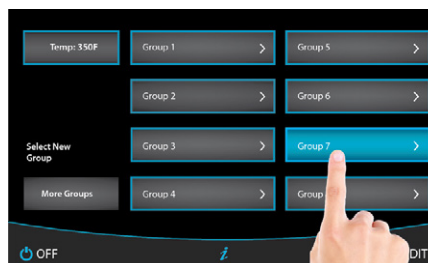 Temp: 350F
Group 1
Group 5
Group 2
Group 6
Select New
Group
Group 3
Group 7
More Groups
Group 4
Group
OFF
i
DIT